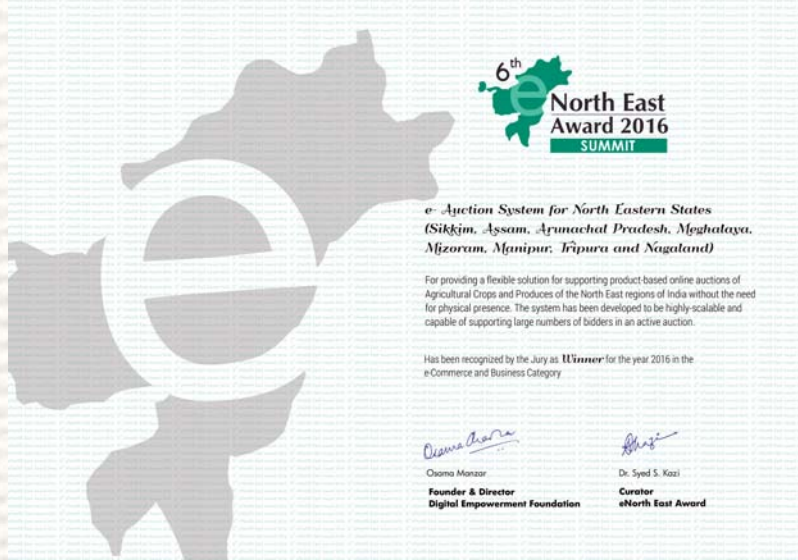 6th
e North East
Award 2016
SUMMIT
e- Auction System for North Eastern States
(Sikkim, Assam, Arunachal Pradesh, Meghalaya,
Mizoram, Manipur, Tripura and Nagaland)
For providing a flexible solution for supporting product-based online auctions of
Agricultural Crops and Produces of the North East regions of India without the need
for physical presence. The system has been developed to be highly-scalable and
capable of supporting large numbers of bidders in an active auction.
Has been recognized by the Jury as Winner for the year 2016 in the
e-Commerce and Business Category
Osama Manzar
Dr. Syed S. Kazi
Founder & Director
Curator
Digital Empowerment Foundation
eNorth East Award
e